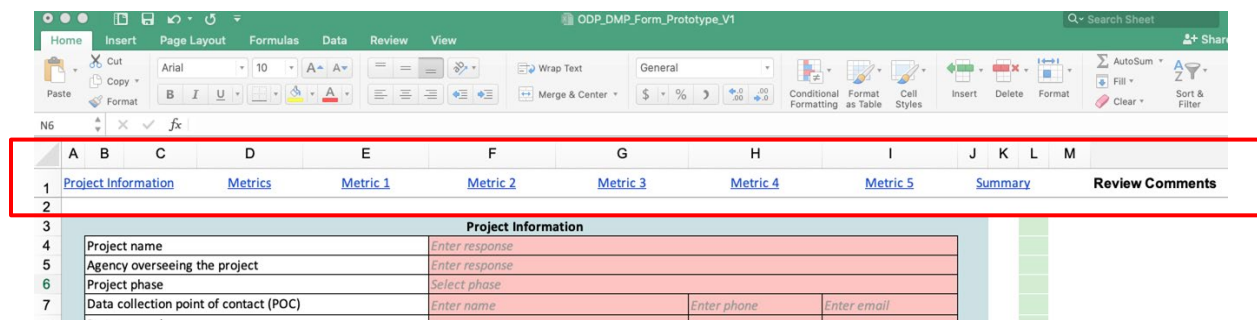 ODP_DMP_Form_Prototype_V1
Search Sheet
Home Insert Page Layout Formulas Data Review View
Share
Paste
Cut
Copy
Format
Arial 10 A A
B I U A
Wrap Text
Merge & Center
General
$ % )
Conditional Formatting
Format as Table
Cell Styles
Insert Delete Format
AutoSum
Fill
Clear
Sort & Filter
N6 fx
A B C D E F G H I J K L M
1 Project Information Metrics Metric 1 Metric 2 Metric 3 Metric 4 Metric 5 Summary Review Comments
2
3 Project Information
4 Project name Enter response
5 Agency overseeing the project Enter response
6 Project phase Select phase
7 Data collection point of contact (POC) Enter name Enter phone Enter email